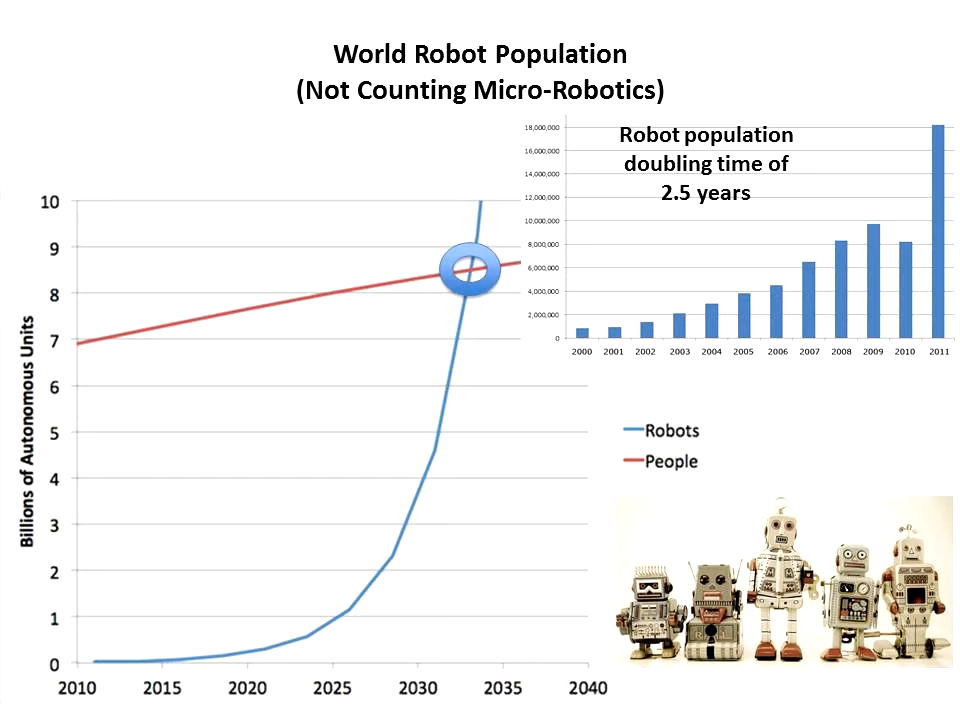 World Robot Population
(Not Counting Micro-Robotics)
Robot population
doubling time of
2.5 years
18,000,000
16,000,000
14,000,000
12,000,000
10,000,000
8,000,000
6,000,000
4,000,000
2,000,000
0
2000 2001 2002 2003 2004 2005 2006 2007 2008 2009 2010 2011
Billions of Autonomous Units
10
9
8
7
6
5
4
3
2
1
0
2010 2015 2020 2025 2030 2035 2040
Robots
People